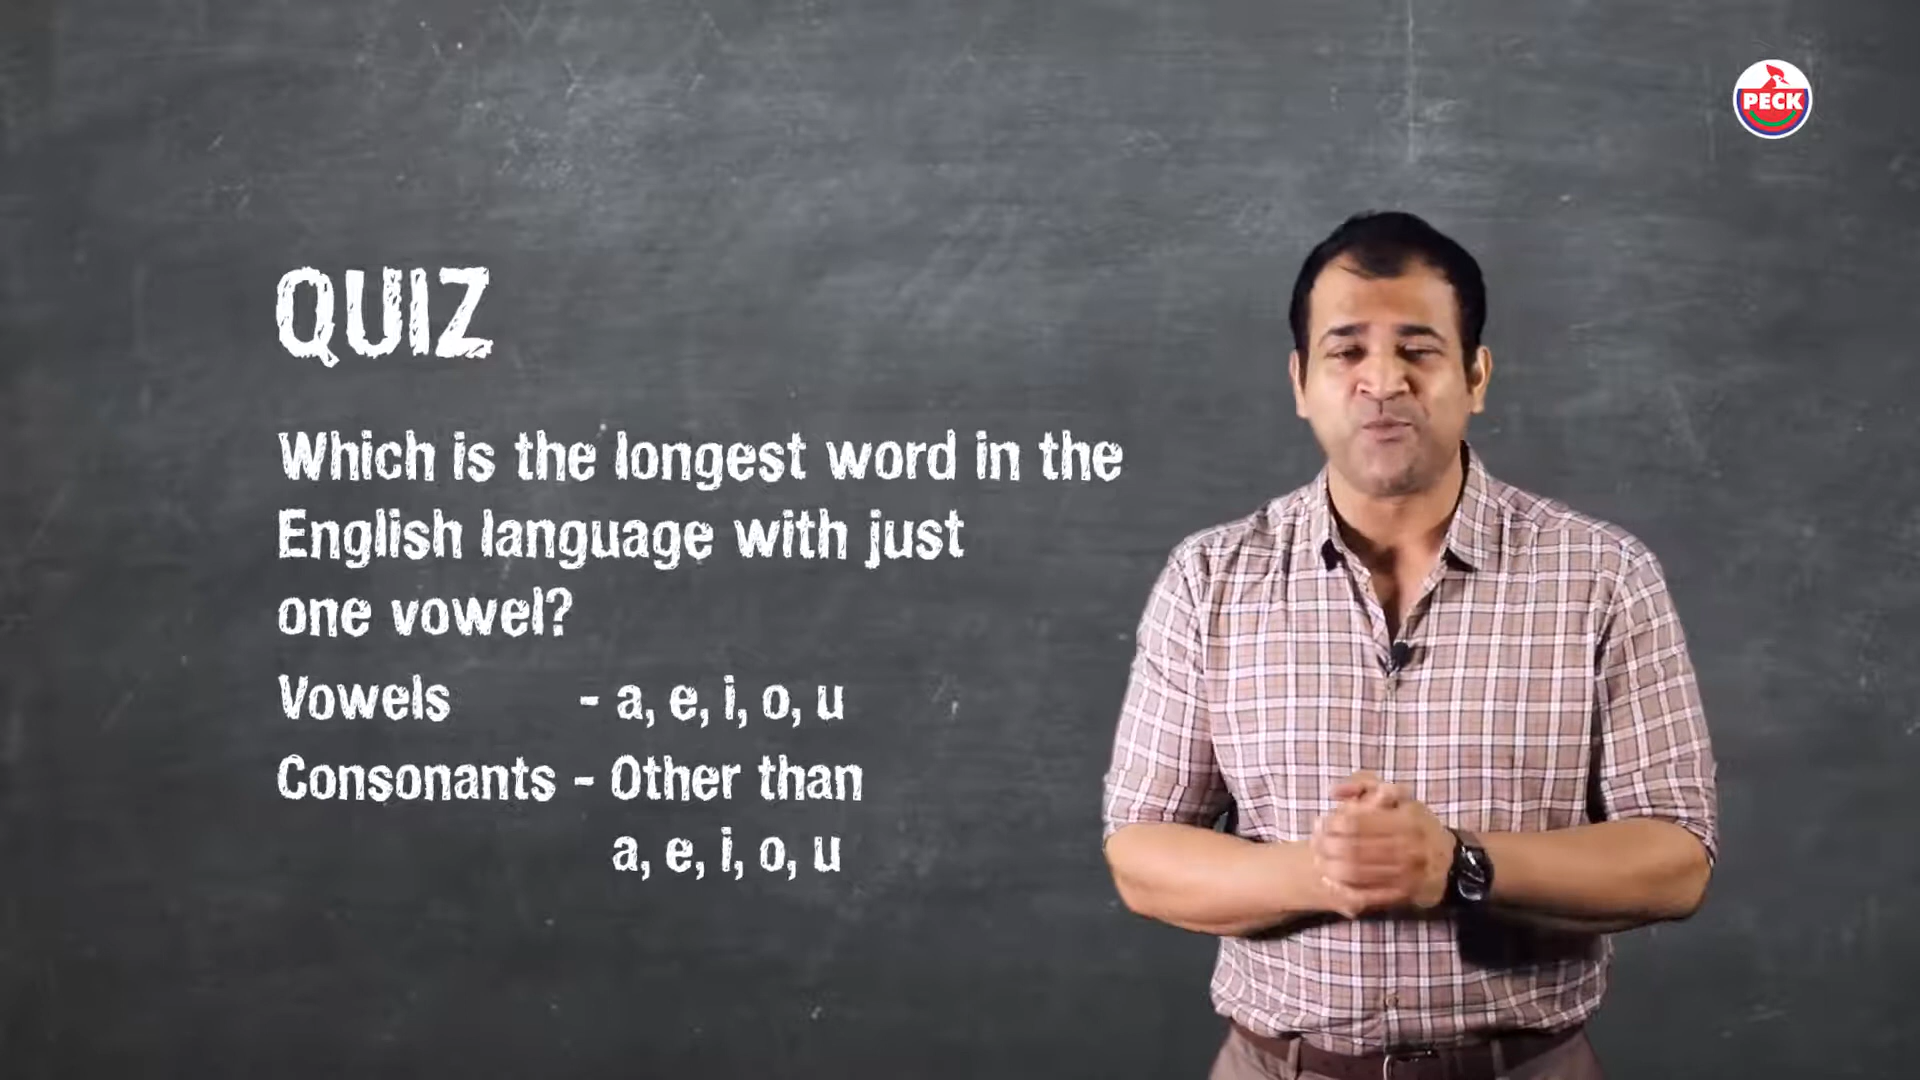 PECK
QUIZ
Which is the longest word in the
English language with just
one vowel?
Vowels - a, e, i, o, u
Consonants - Other than
a, e, i, o, u